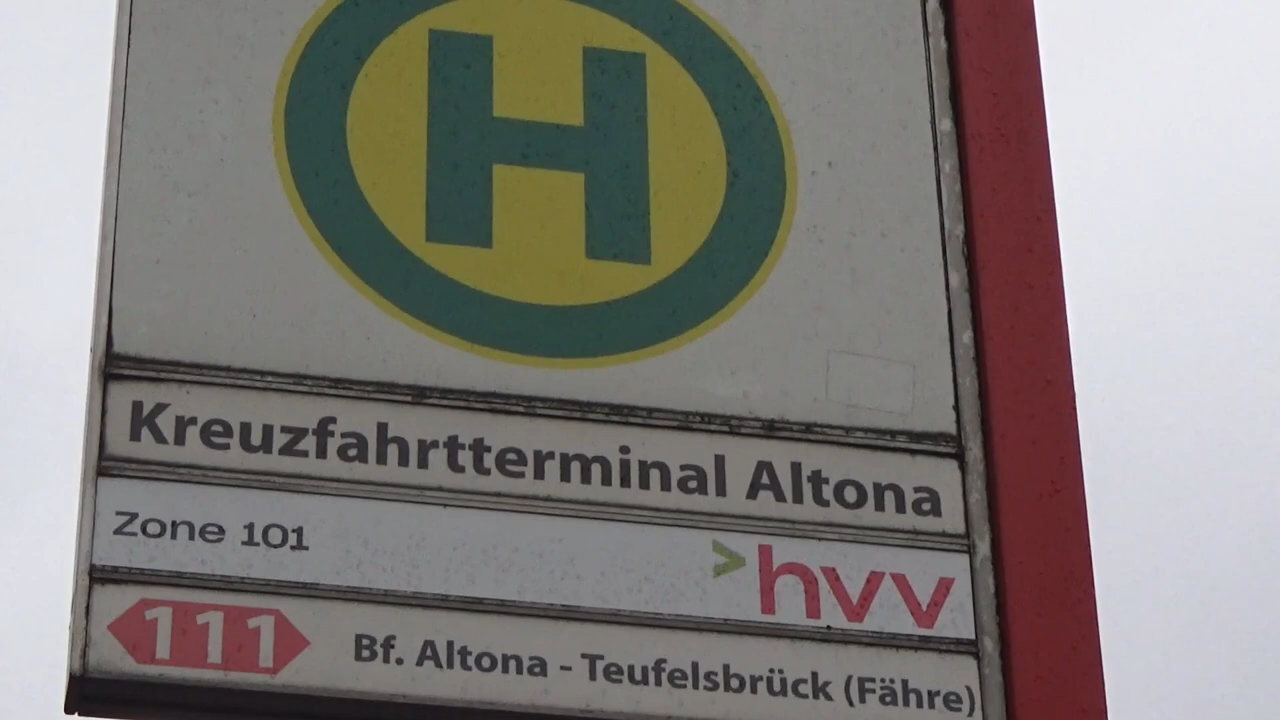 H
Kreuzfahrtterminal Altona
Zone 101
>hvv
111 Bf. Altona - Teufelsbrück (Fähre)